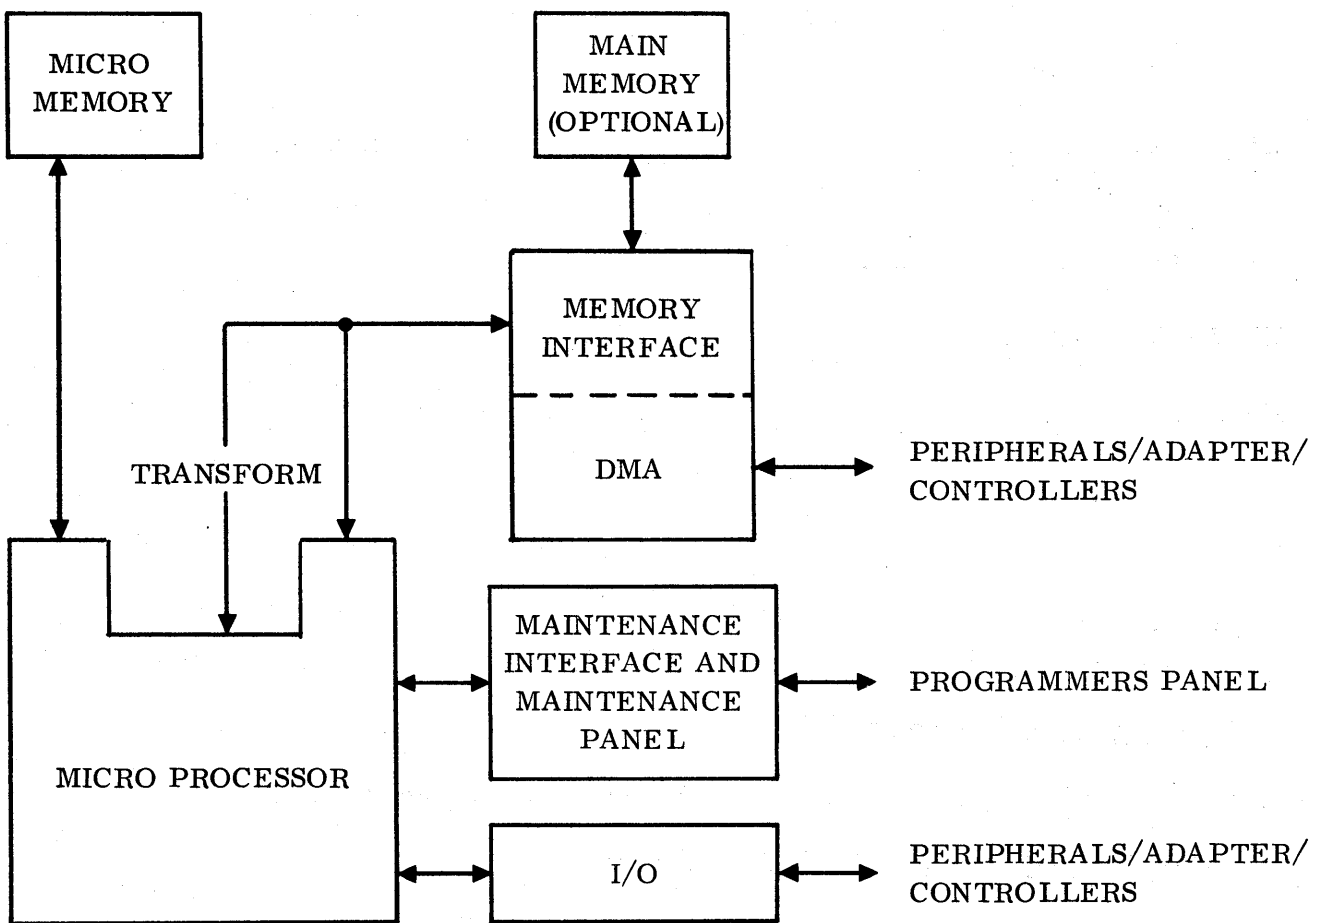 MICRO
MEMORY
MAIN
MEMORY
(OPTIONAL)
MEMORY
INTERFACE
DMA
PERIPHERALS/ADAPTER/
CONTROLLERS
TRANSFORM
MAINTENANCE
INTERFACE AND
MAINTENANCE
PANEL
PROGRAMMERS PANEL
MICRO PROCESSOR
I/O
PERIPHERALS/ADAPTER/
CONTROLLERS